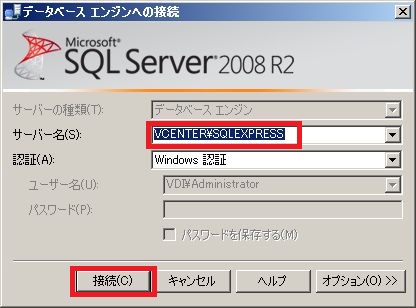 データベース エンジンへの接続
Microsoft®
SQL Server® 2008 R2
サーバーの種類(T): データベース エンジン
サーバー名(S): VCENTER¥SQLEXPRESS
認証(A): Windows 認証
ユーザー名(U): VDI¥Administrator
パスワード(P):
パスワードを保存する(M)
接続(C) キャンセル ヘルプ オプション(O) >>